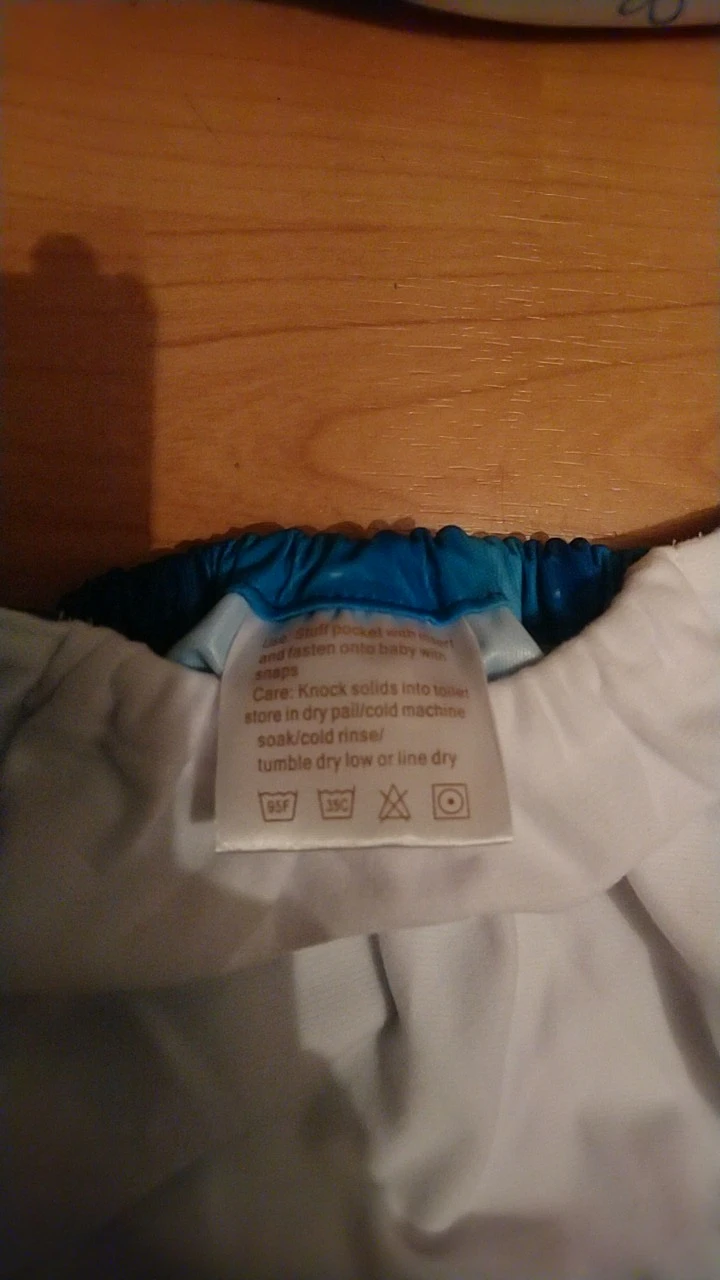 Use: Stuff pocket with insert
and fasten onto baby with
snaps
Care: Knock solids into toilet
store in dry pail/cold machine
soak/cold rinse/
tumble dry low or line dry
95F 35C